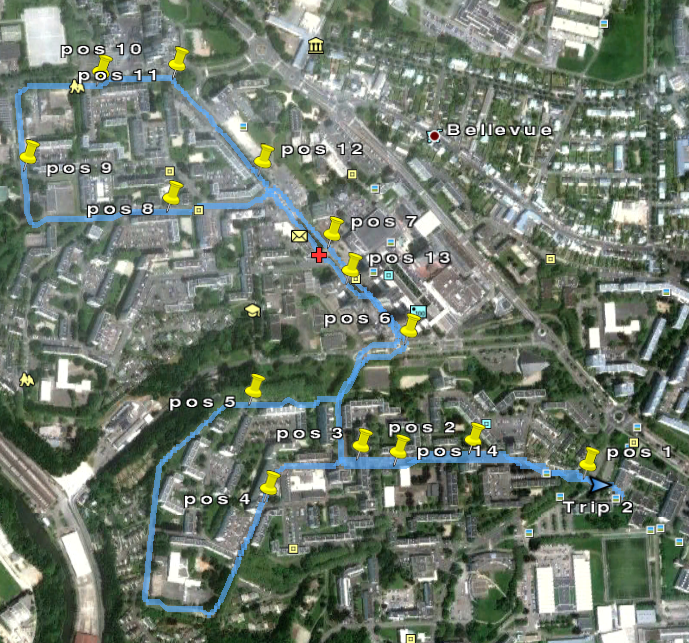 pos 10
pos 11
Bellevue
pos 12
pos 9
pos 8
pos 7
pos 13
pos 6
pos 5
pos 2
pos 3
pos 14
pos 1
pos 4
Trip 2